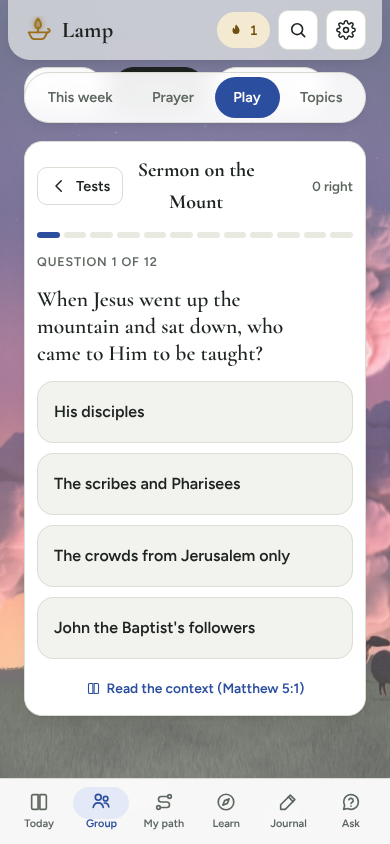 Lamp
1
This week
Prayer
Play
Topics
Tests
Sermon on the
Mount
0 right
QUESTION 1 OF 12
When Jesus went up the
mountain and sat down, who
came to Him to be taught?
His disciples
The scribes and Pharisees
The crowds from Jerusalem only
John the Baptist's followers
Read the context (Matthew 5:1)
Today
Group
My path
Learn
Journal
Ask